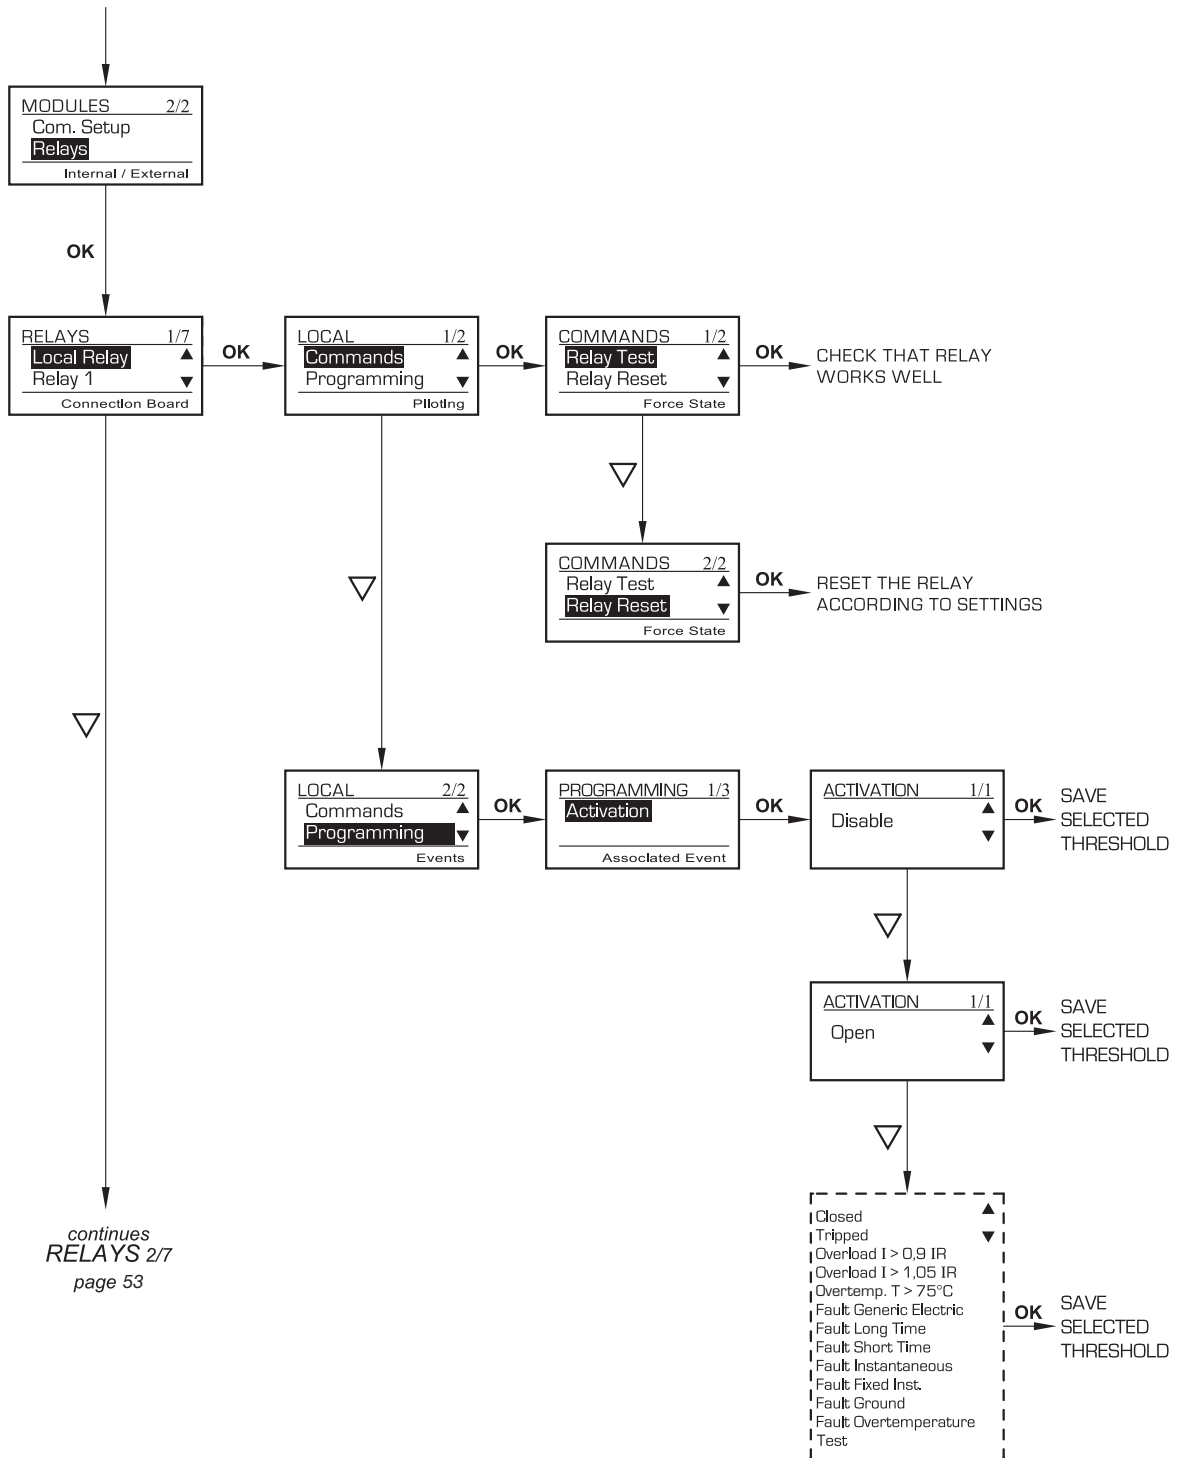 MODULES 2/2
Com. Setup
Relays
Internal / External
OK
RELAYS 1/7
Local Relay
Relay 1
Connection Board
OK
LOCAL 1/2
Commands
Programming
Piloting
OK
COMMANDS 1/2
Relay Test
Relay Reset
Force State
OK
CHECK THAT RELAY
WORKS WELL
COMMANDS 2/2
Relay Test
Relay Reset
Force State
OK
RESET THE RELAY
ACCORDING TO SETTINGS
LOCAL 2/2
Commands
Programming
Events
OK
PROGRAMMING 1/3
Activation
Associated Event
OK
ACTIVATION 1/1
Disable
OK
SAVE
SELECTED
THRESHOLD
ACTIVATION 1/1
Open
OK
SAVE
SELECTED
THRESHOLD
continues
RELAYS 2/7
page 53
Closed
Tripped
Overload I > 0,9 IR
Overload I > 1,05 IR
Overtemp. T > 75°C
Fault Generic Electric
Fault Long Time
Fault Short Time
Fault Instantaneous
Fault Fixed Inst.
Fault Ground
Fault Overtemperature
Test
OK
SAVE
SELECTED
THRESHOLD